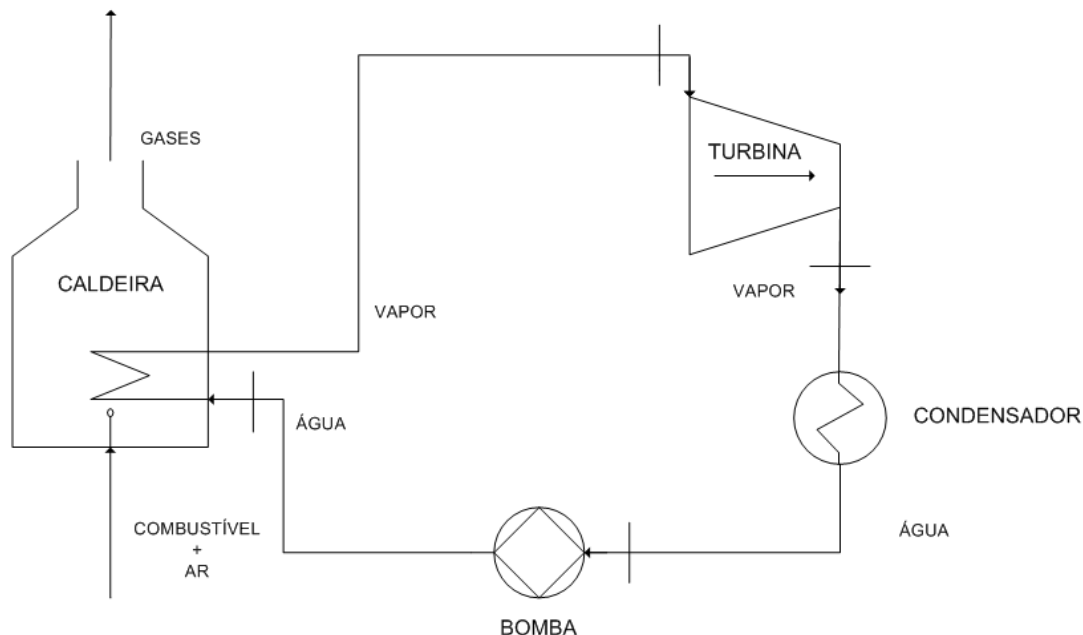 GASES
TURBINA
CALDEIRA
VAPOR
VAPOR
CONDENSADOR
ÁGUA
ÁGUA
COMBUSTÍVEL
+
AR
BOMBA